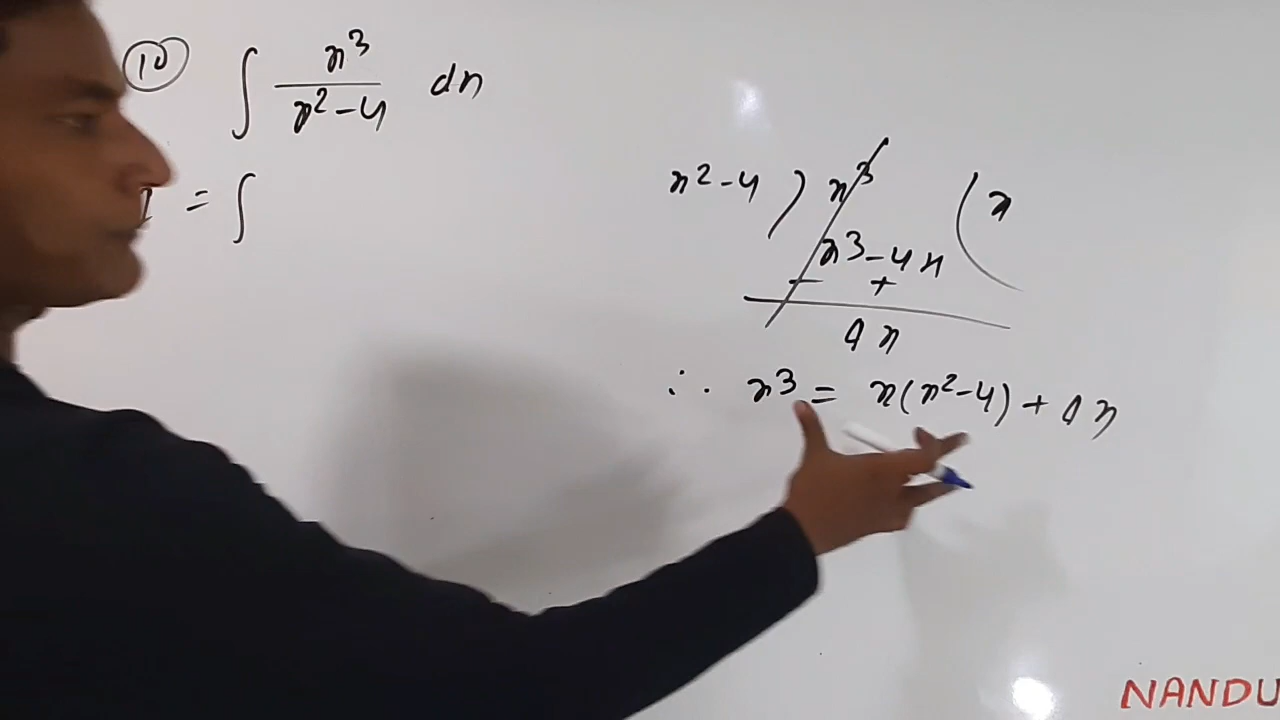 (10) ∫ x³/(x²-4) dx
I = ∫
x²-4 ) x³ ( x
x³-4x
- +
4x
∴ x³ = x(x²-4) + 4x
NANDU